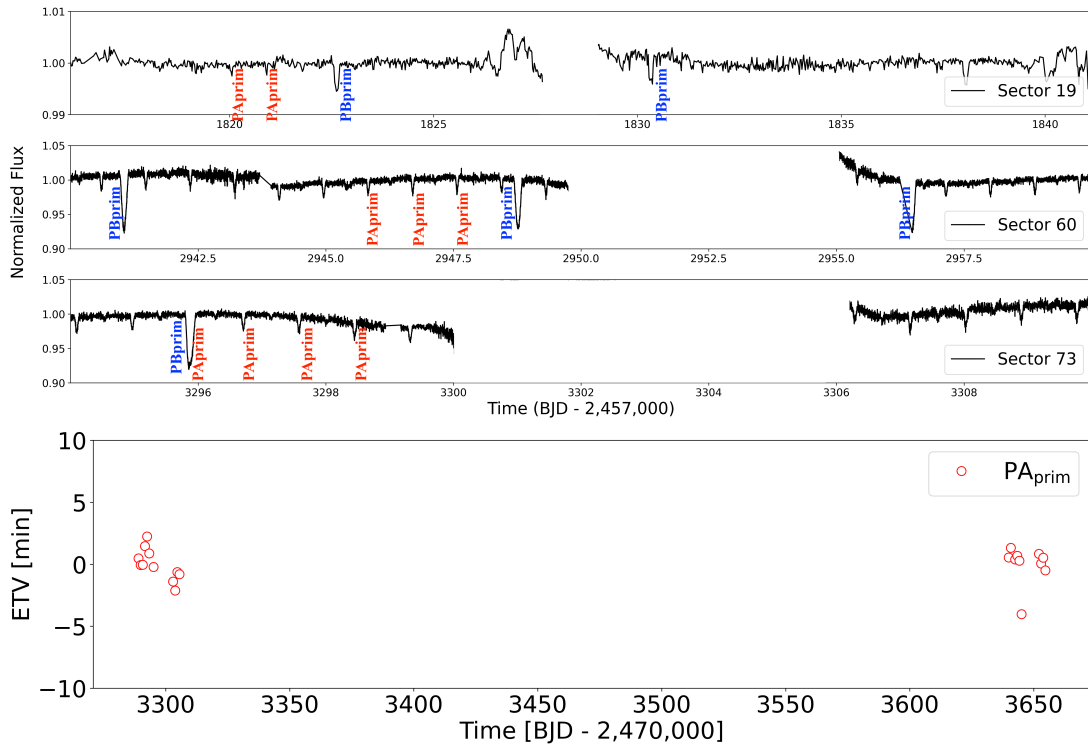 1.01
1.00
0.99
PAprim PAprim PBprim PBprim
Sector 19
1820 1825 1830 1835 1840
Normalized Flux
1.05
1.00
0.95
0.90
PBprim PAprim PAprim PAprim PBprim PBprim
Sector 60
2942.5 2945.0 2947.5 2950.0 2952.5 2955.0 2957.5
1.05
1.00
0.95
0.90
PBprim PAprim PAprim PAprim PAprim
Sector 73
3296 3298 3300 3302 3304 3306 3308
Time (BJD - 2,457,000)
10
5
0
−5
−10
ETV [min]
PAprim
3300 3350 3400 3450 3500 3550 3600 3650
Time [BJD - 2,470,000]